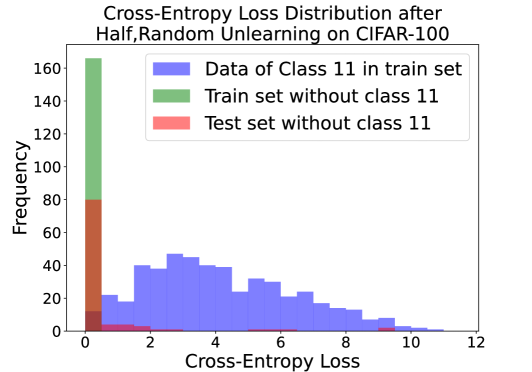 Cross-Entropy Loss Distribution after
Half,Random Unlearning on CIFAR-100
Data of Class 11 in train set
Train set without class 11
Test set without class 11
Frequency
160
140
120
100
80
60
40
20
0
0 2 4 6 8 10 12
Cross-Entropy Loss